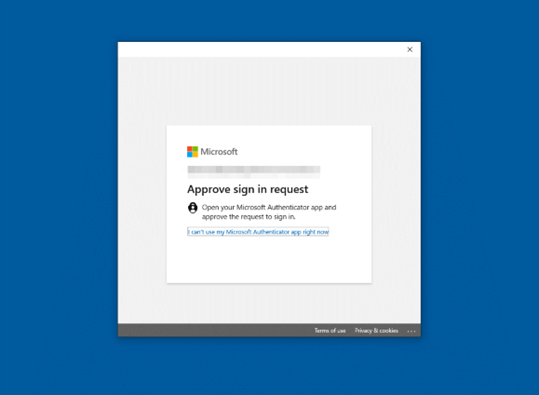 Microsoft
Approve sign in request
Open your Microsoft Authenticator app and
approve the request to sign in.
I can't use my Microsoft Authenticator app right now
Terms of use Privacy & cookies ...